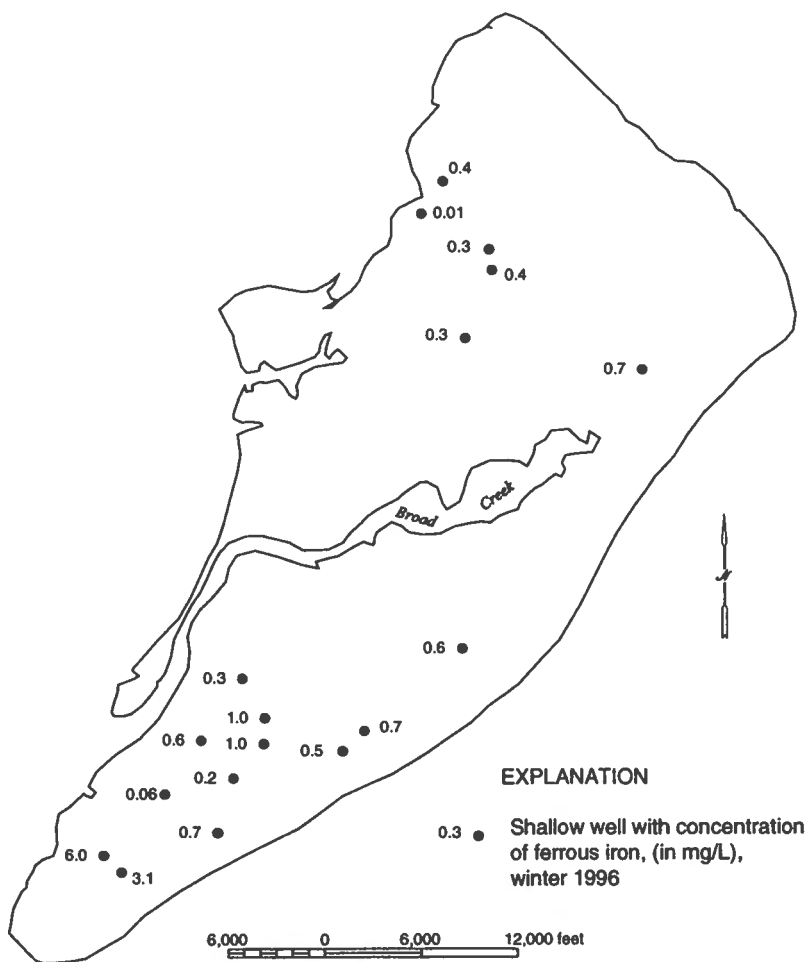 0.4
0.01
0.3
0.4
0.3
0.7
Broad Creek
N
0.6
0.3
1.0
0.7
0.6
1.0
0.5
0.2
0.06
0.7
6.0
3.1
EXPLANATION
0.3
Shallow well with concentration
of ferrous iron, (in mg/L),
winter 1996
6,000 0 6,000 12,000 feet